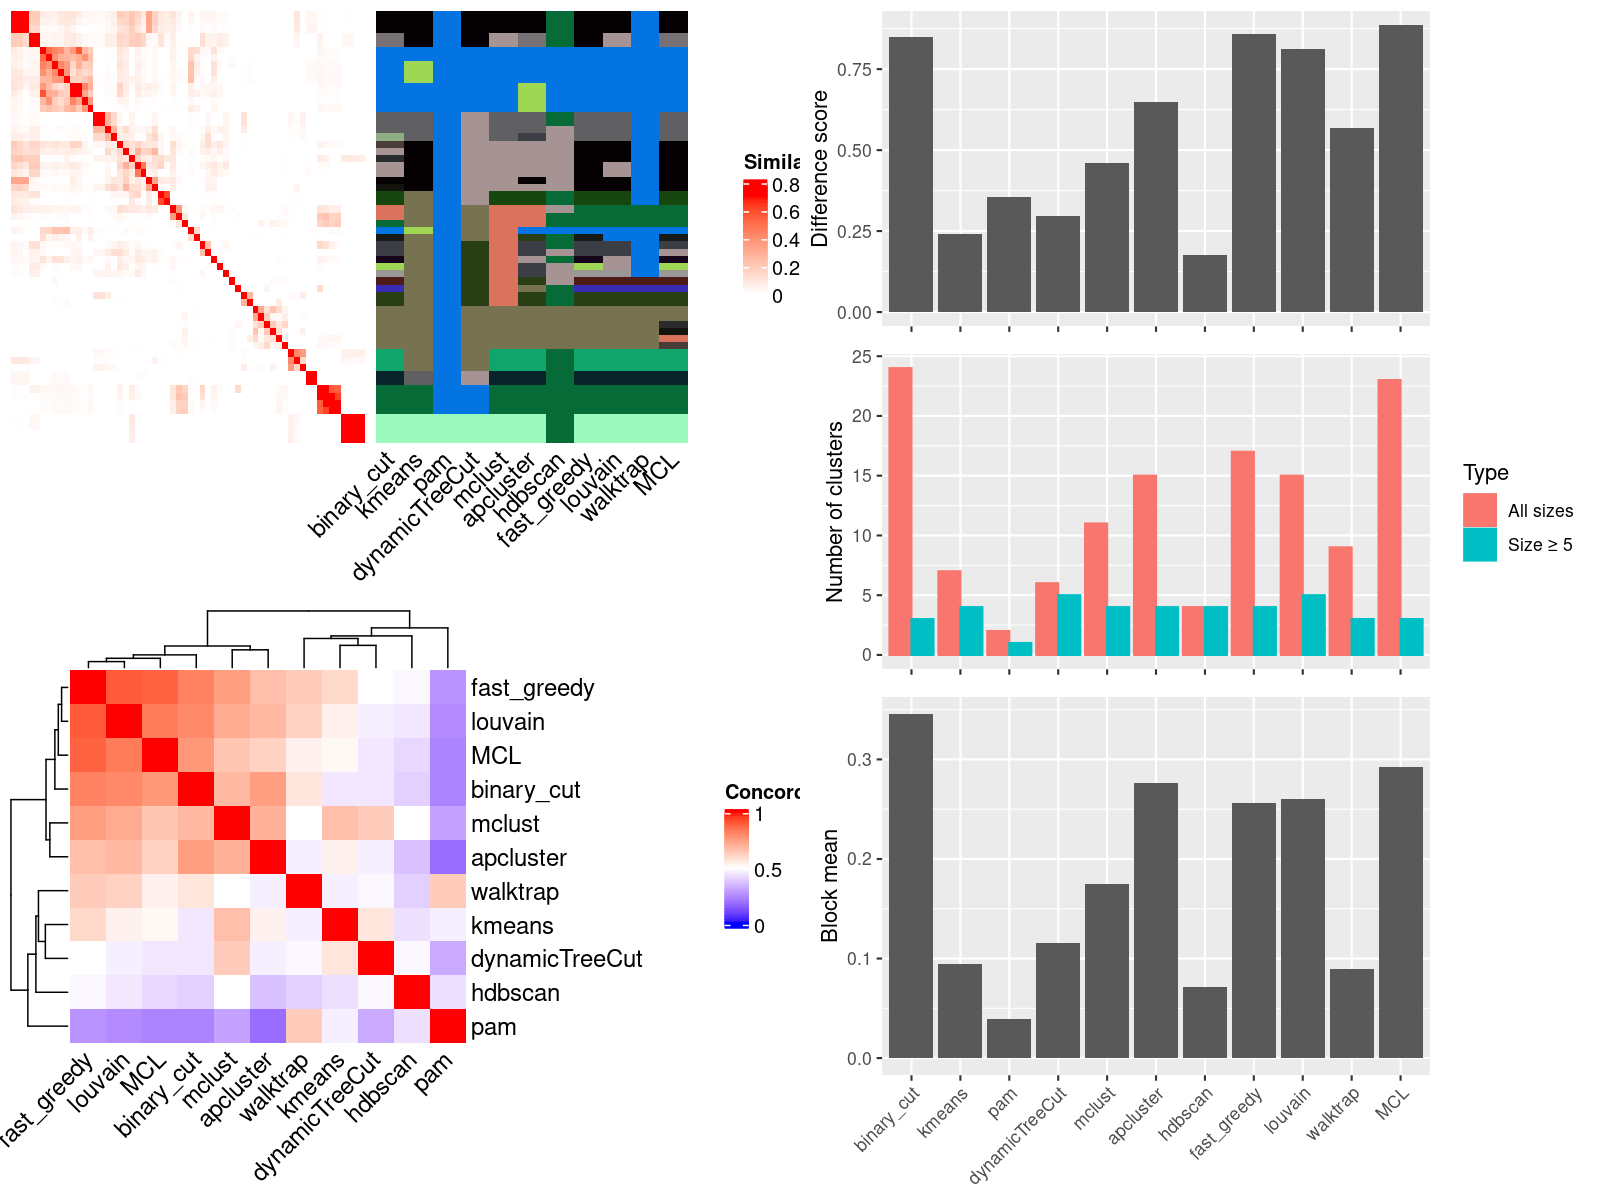 Simila
0.8
0.6
0.4
0.2
0
binary_cut
kmeans
pam
dynamicTreeCut
mclust
apcluster
hdbscan
fast_greedy
louvain
walktrap
MCL
fast_greedy
louvain
MCL
binary_cut
mclust
apcluster
walktrap
kmeans
dynamicTreeCut
hdbscan
pam
fast_greedy
louvain
MCL
binary_cut
mclust
apcluster
walktrap
kmeans
dynamicTreeCut
hdbscan
pam
Concord
1
0.5
0
Difference score
0.75
0.50
0.25
0.00
Number of clusters
25
20
15
10
5
0
Type
All sizes
Size ≥ 5
Block mean
0.3
0.2
0.1
0.0
binary_cut
kmeans
pam
dynamicTreeCut
mclust
apcluster
hdbscan
fast_greedy
louvain
walktrap
MCL